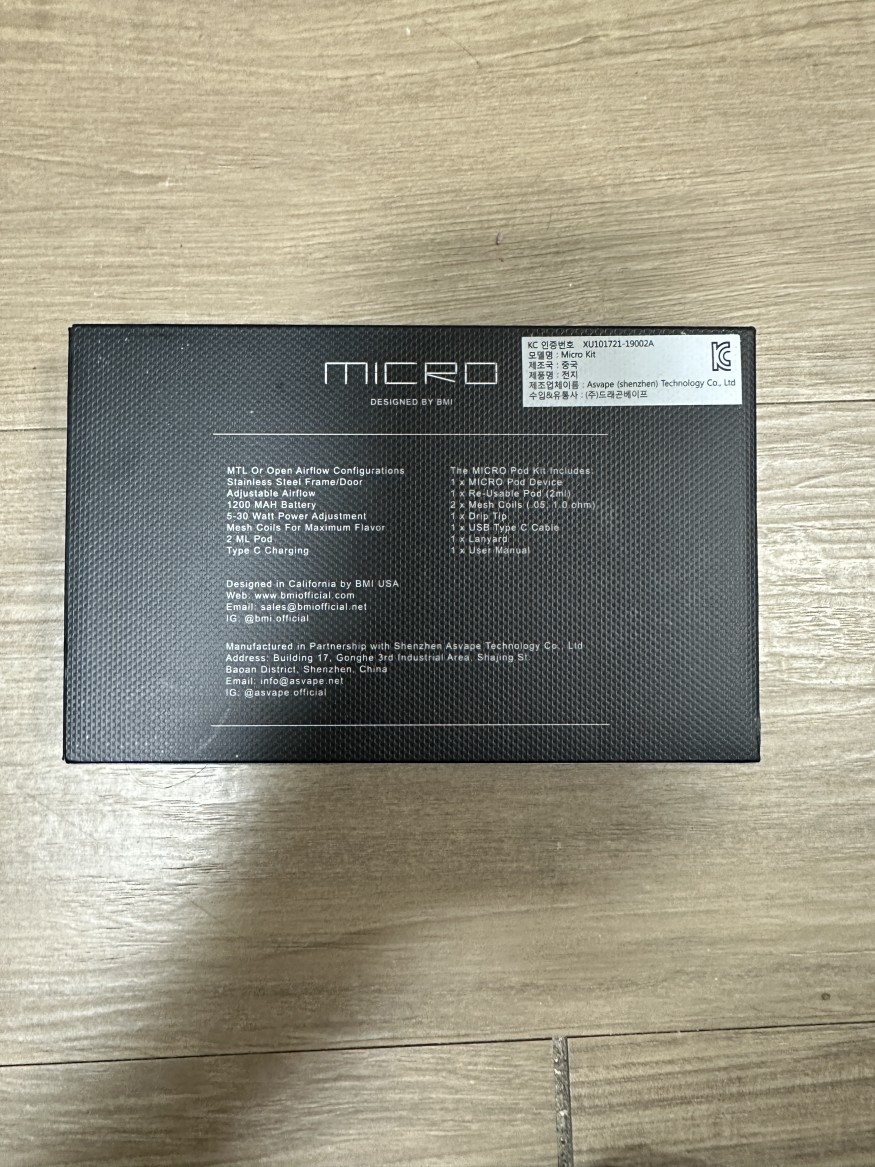 MICRO
DESIGNED BY BMI
KC 인증번호 XU101721-19002A
모델명 : Micro Kit
제조국 : 중국
제품명 : 전지
제조업체이름 : Asvape (shenzhen) Technology Co., Ltd
수입&유통사 : (주)드래곤베이프
KC
MTL Or Open Airflow Configurations
Stainless Steel Frame/Door
Adjustable Airflow
1200 MAH Battery
5-30 Watt Power Adjustment
Mesh Coils For Maximum Flavor
2 ML Pod
Type C Charging
The MICRO Pod Kit Includes:
1 x MICRO Pod Device
1 x Re-Usable Pod (2ml)
2 x Mesh Coils (.05, 1.0 ohm)
1 x Drip Tip
1 x USB Type C Cable
1 x Lanyard
1 x User Manual
Designed in California by BMI USA
Web: www.bmiofficial.com
Email: sales@bmiofficial.net
IG: @bmi.official
Manufactured in Partnership with Shenzhen Asvape Technology Co., Ltd
Address: Building 17, Gonghe 3rd Industrial Area, Shajing St.
Baoan District, Shenzhen, China
Email: info@asvape.net
IG: @asvape.official